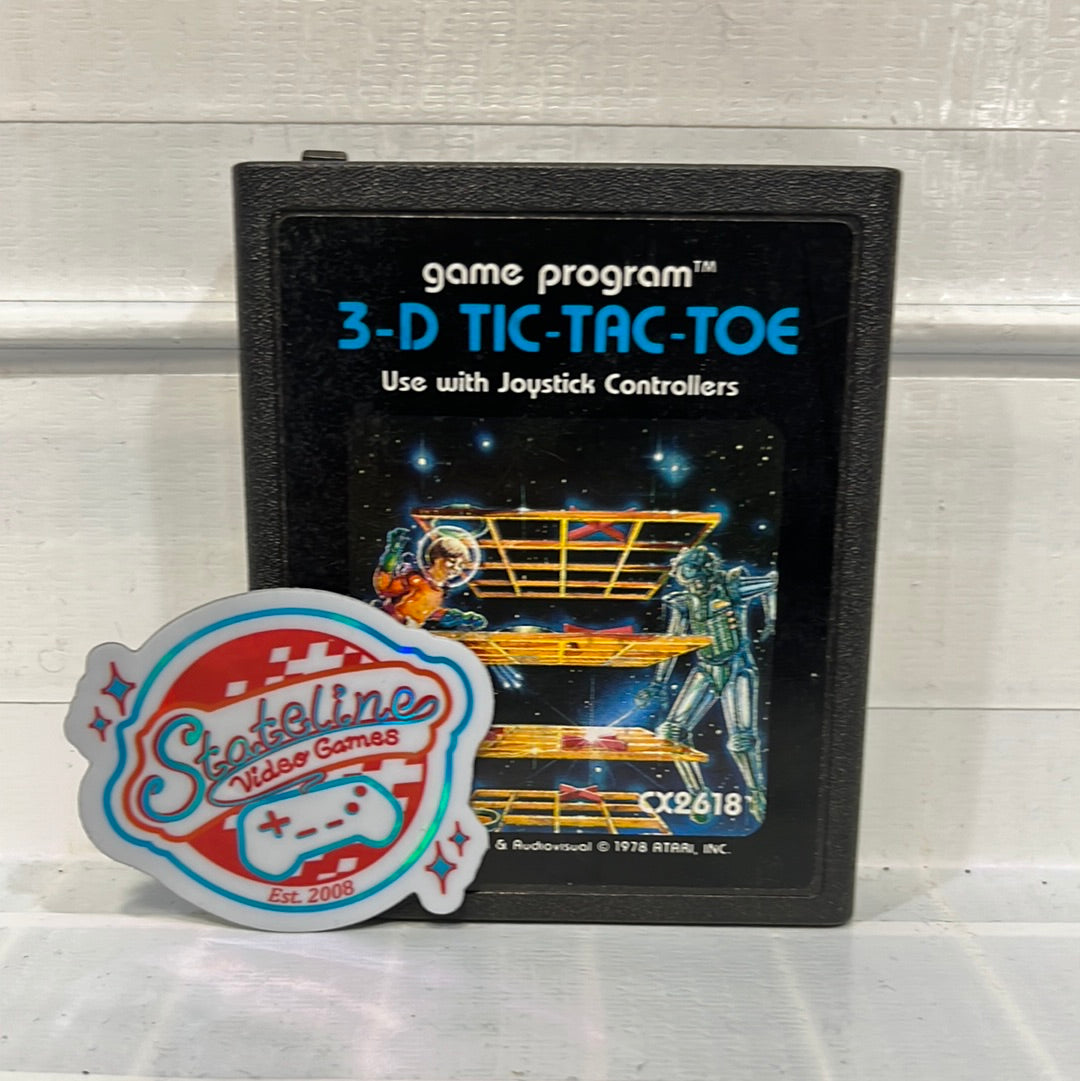 game program™
3-D TIC-TAC-TOE
Use with Joystick Controllers
CX2618
& Audiovisual © 1978 ATARI, INC.
Stateline
Video Games
Est. 2008